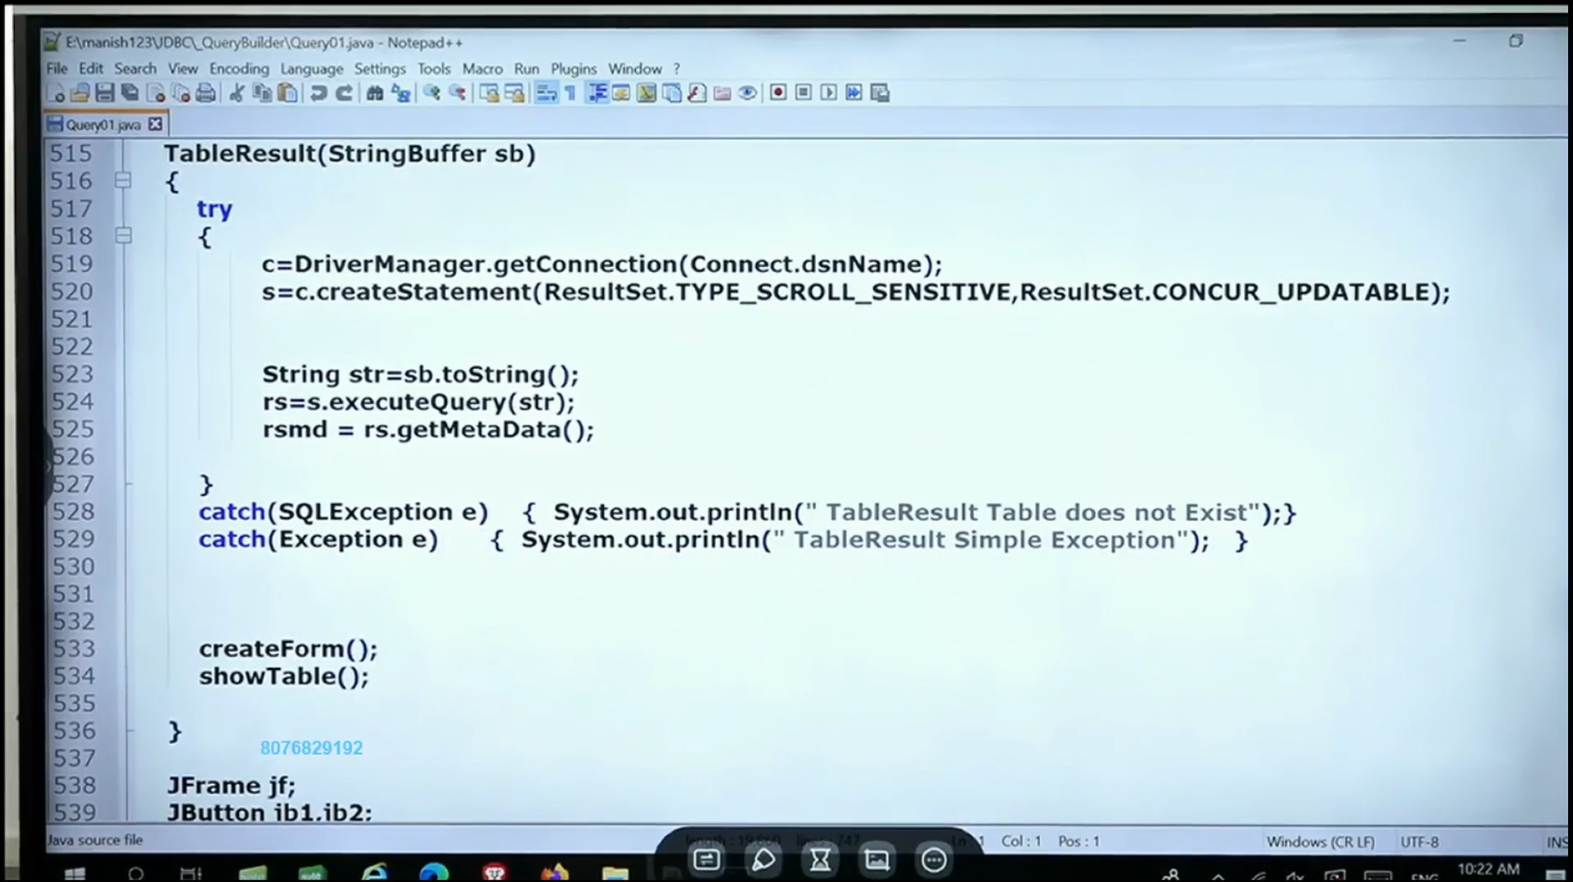 E:\manish123\JDBC\_QueryBuilder\Query01.java - Notepad++
File Edit Search View Encoding Language Settings Tools Macro Run Plugins Window ?
Query01.java
515 TableResult(StringBuffer sb)
516 {
517 try
518 {
519 c=DriverManager.getConnection(Connect.dsnName);
520 s=c.createStatement(ResultSet.TYPE_SCROLL_SENSITIVE,ResultSet.CONCUR_UPDATABLE);
521
522
523 String str=sb.toString();
524 rs=s.executeQuery(str);
525 rsmd = rs.getMetaData();
526
527 }
528 catch(SQLException e) { System.out.println(" TableResult Table does not Exist");}
529 catch(Exception e) { System.out.println(" TableResult Simple Exception"); }
530
531
532
533 createForm();
534 showTable();
535
536 }
8076829192
537
538 JFrame jf;
539 JButton jb1,jb2;
Java source file Col : 1 Pos : 1 Windows (CR LF) UTF-8 INS
ENG 10:22 AM